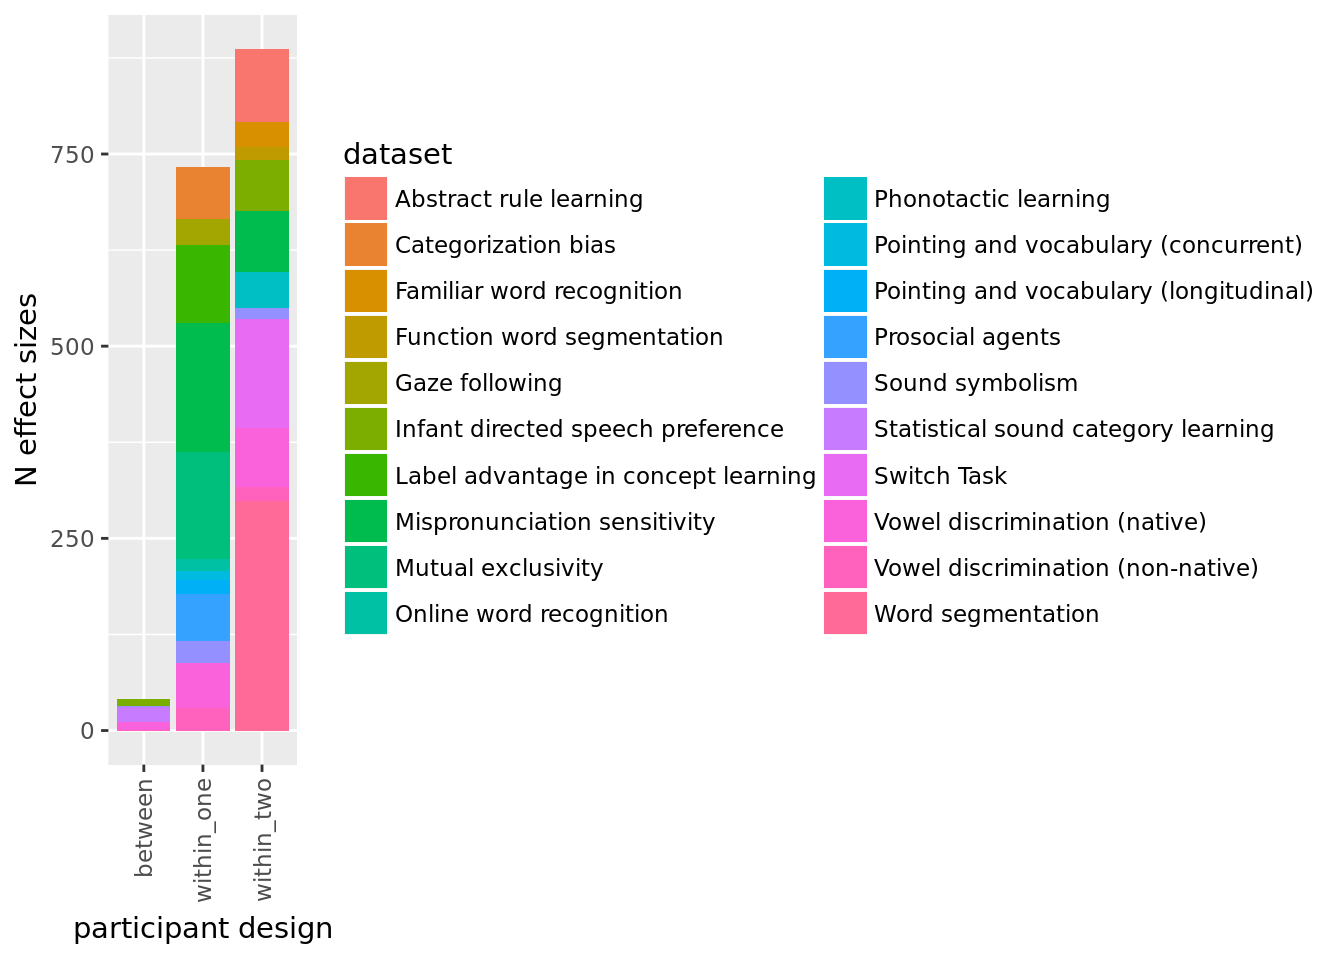 N effect sizes
750
500
250
0
between
within_one
within_two
participant design
dataset
Abstract rule learning
Categorization bias
Familiar word recognition
Function word segmentation
Gaze following
Infant directed speech preference
Label advantage in concept learning
Mispronunciation sensitivity
Mutual exclusivity
Online word recognition
Phonotactic learning
Pointing and vocabulary (concurrent)
Pointing and vocabulary (longitudinal)
Prosocial agents
Sound symbolism
Statistical sound category learning
Switch Task
Vowel discrimination (native)
Vowel discrimination (non-native)
Word segmentation